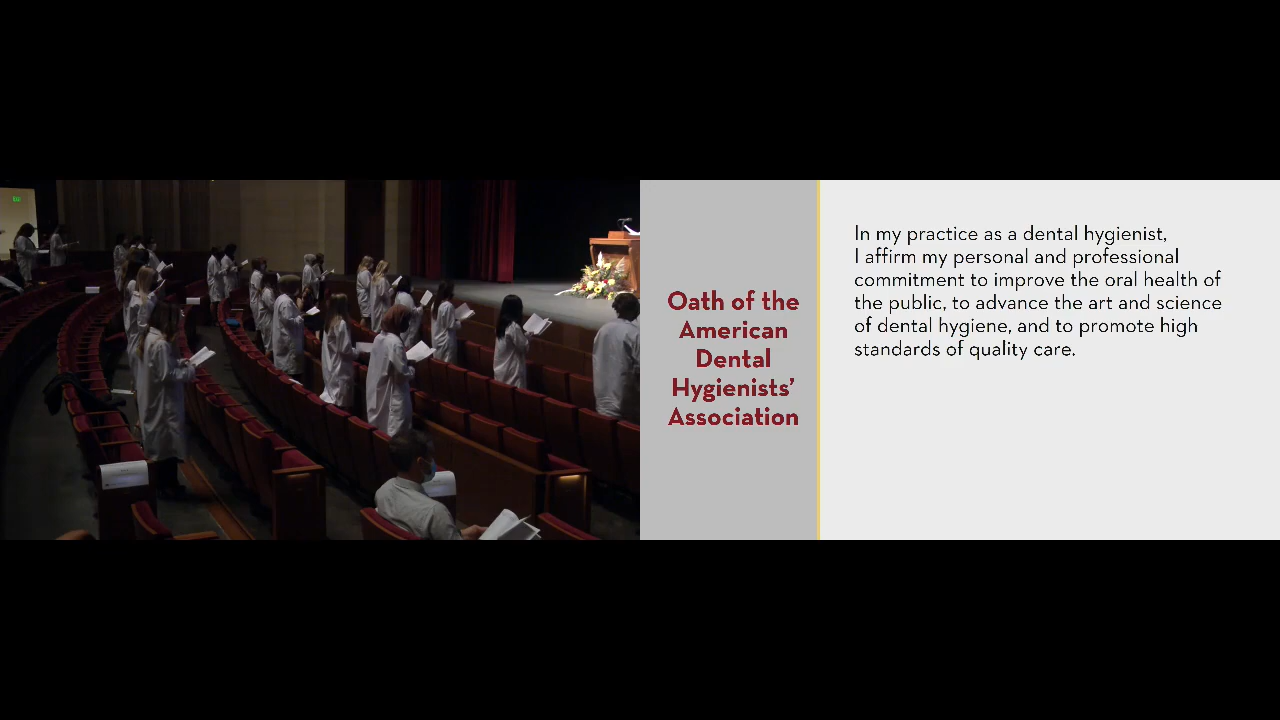 Oath of the
American
Dental
Hygienists'
Association
In my practice as a dental hygienist,
I affirm my personal and professional
commitment to improve the oral health of
the public, to advance the art and science
of dental hygiene, and to promote high
standards of quality care.